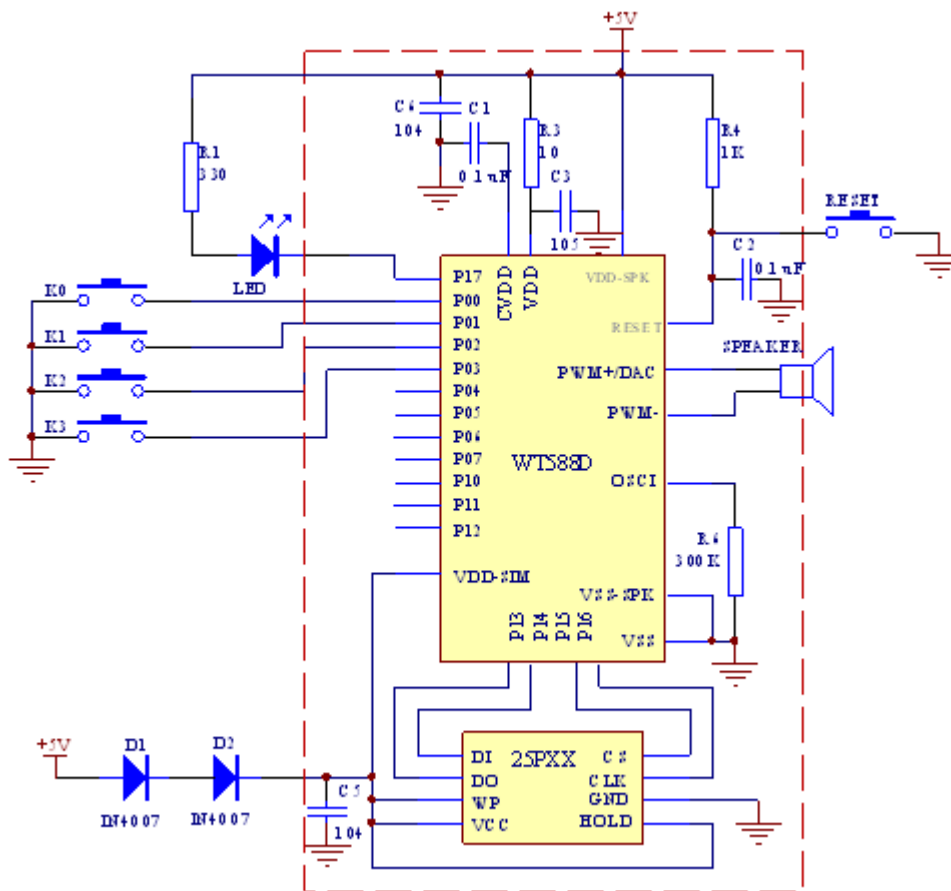 +5V
C6
104
C1
0.1uF
R3
10
C3
105
R4
1K
RESET
C2
0.1uF
R1
330
LED
K0
K1
K2
K3
P17
P00
P01
P02
P03
P04
P05
P06
P07
P10
P11
P12
VDD-SIM
CVDD
VDD
VDD-SPK
RESET
PWM+/DAC
PWM-
SPEAKER
WT588D
OSCI
R6
300K
VSS-SPK
VSS
P13
P14
P15
P16
+5V
D1
IN4007
D2
IN4007
C5
104
25PXX
DI
DO
WP
VCC
CS
CLK
GND
HOLD